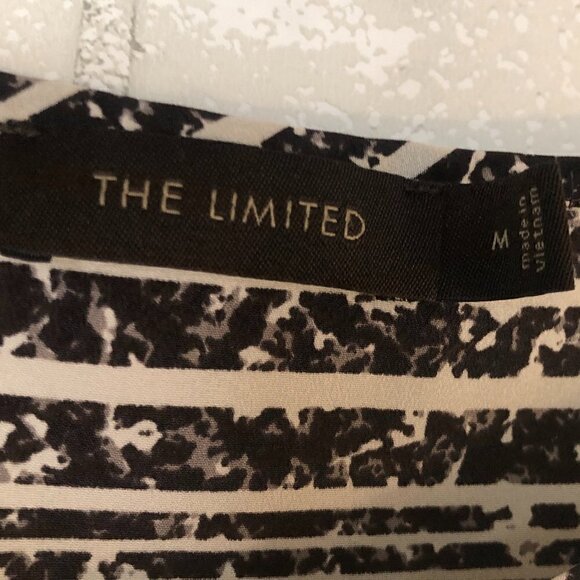 THE LIMITED
M
made in
vietnam